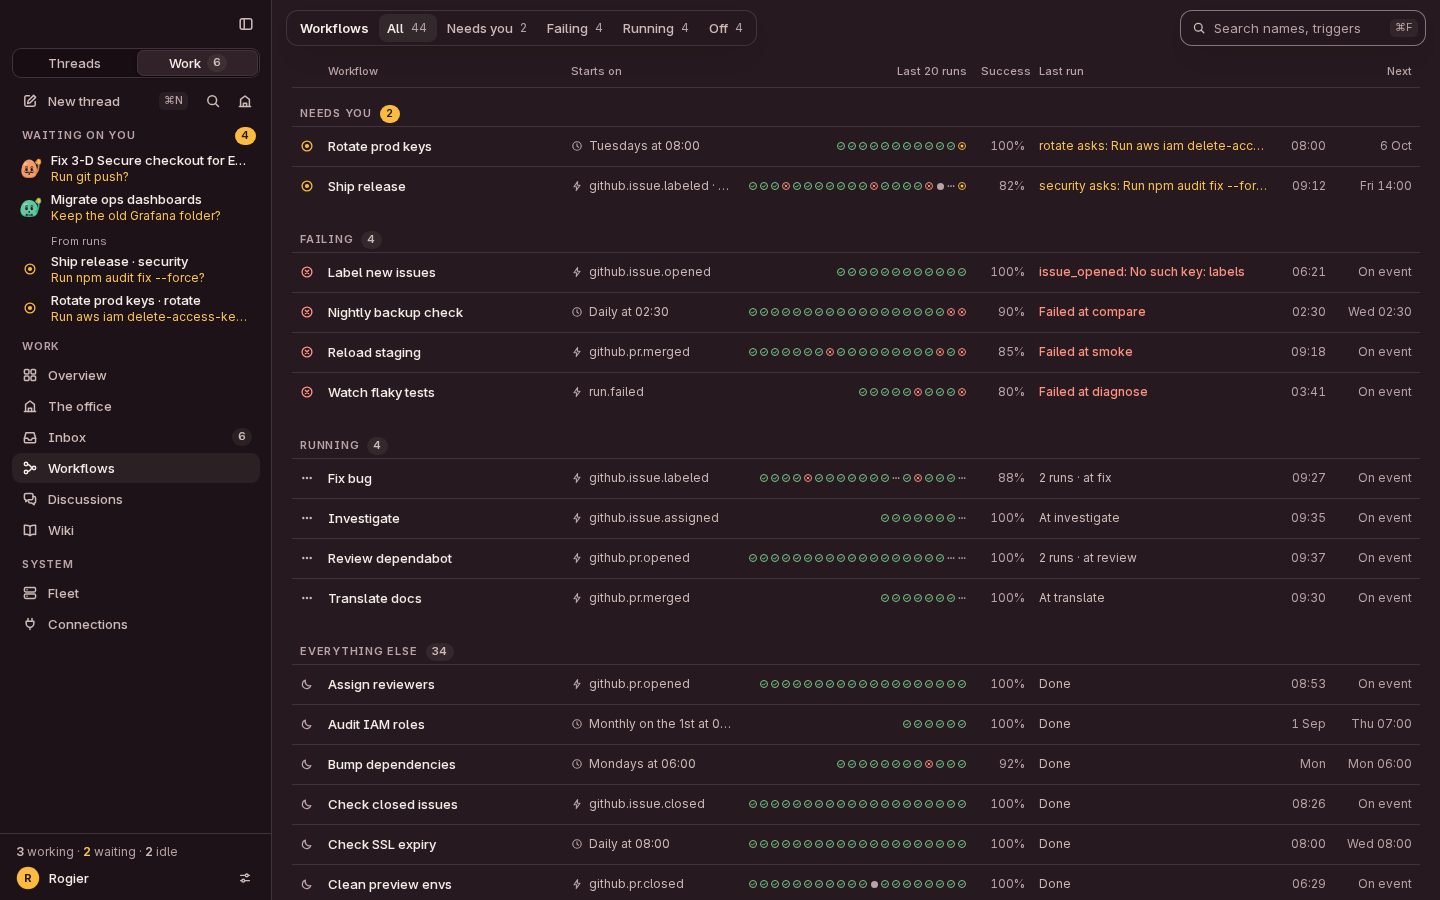 Threads
Work 6
New thread ⌘N
WAITING ON YOU 4
Fix 3-D Secure checkout for E…
Run git push?
Migrate ops dashboards
Keep the old Grafana folder?
From runs
Ship release · security
Run npm audit fix --force?
Rotate prod keys · rotate
Run aws iam delete-access-ke…
WORK
Overview
The office
Inbox 6
Workflows
Discussions
Wiki
SYSTEM
Fleet
Connections
3 working · 2 waiting · 2 idle
R Rogier
Workflows All 44 Needs you 2 Failing 4 Running 4 Off 4
Search names, triggers ⌘F
Workflow Starts on Last 20 runs Success Last run Next
NEEDS YOU 2
Rotate prod keys Tuesdays at 08:00 100% rotate asks: Run aws iam delete-acc… 08:00 6 Oct
Ship release github.issue.labeled · … 82% security asks: Run npm audit fix --for… 09:12 Fri 14:00
FAILING 4
Label new issues github.issue.opened 100% issue_opened: No such key: labels 06:21 On event
Nightly backup check Daily at 02:30 90% Failed at compare 02:30 Wed 02:30
Reload staging github.pr.merged 85% Failed at smoke 09:18 On event
Watch flaky tests run.failed 80% Failed at diagnose 03:41 On event
RUNNING 4
Fix bug github.issue.labeled 88% 2 runs · at fix 09:27 On event
Investigate github.issue.assigned 100% At investigate 09:35 On event
Review dependabot github.pr.opened 100% 2 runs · at review 09:37 On event
Translate docs github.pr.merged 100% At translate 09:30 On event
EVERYTHING ELSE 34
Assign reviewers github.pr.opened 100% Done 08:53 On event
Audit IAM roles Monthly on the 1st at 0… 100% Done 1 Sep Thu 07:00
Bump dependencies Mondays at 06:00 92% Done Mon Mon 06:00
Check closed issues github.issue.closed 100% Done 08:26 On event
Check SSL expiry Daily at 08:00 100% Done 08:00 Wed 08:00
Clean preview envs github.pr.closed 100% Done 06:29 On event